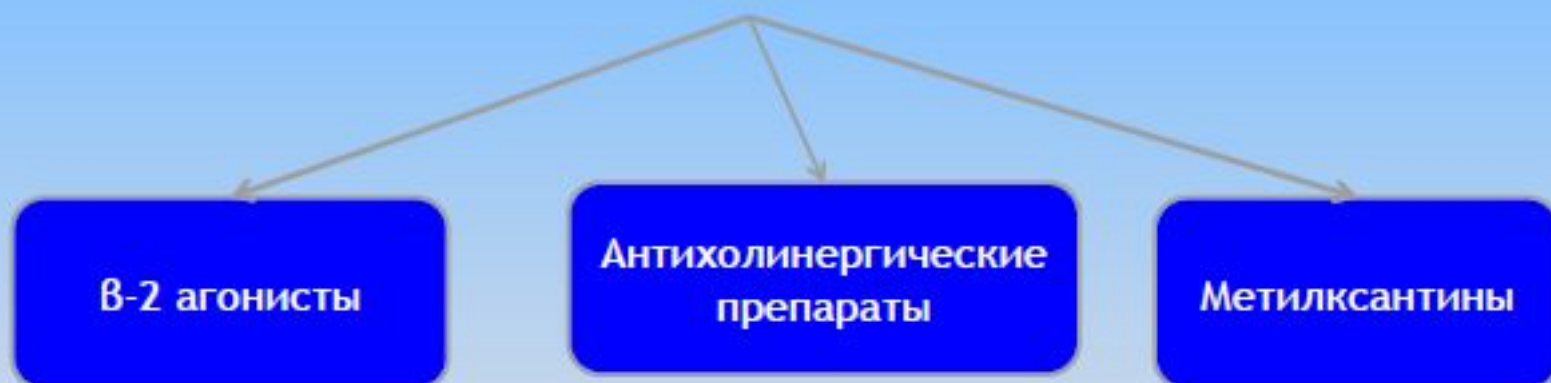 β-2 агонисты
Антихолинергические
препараты
Метилксантины